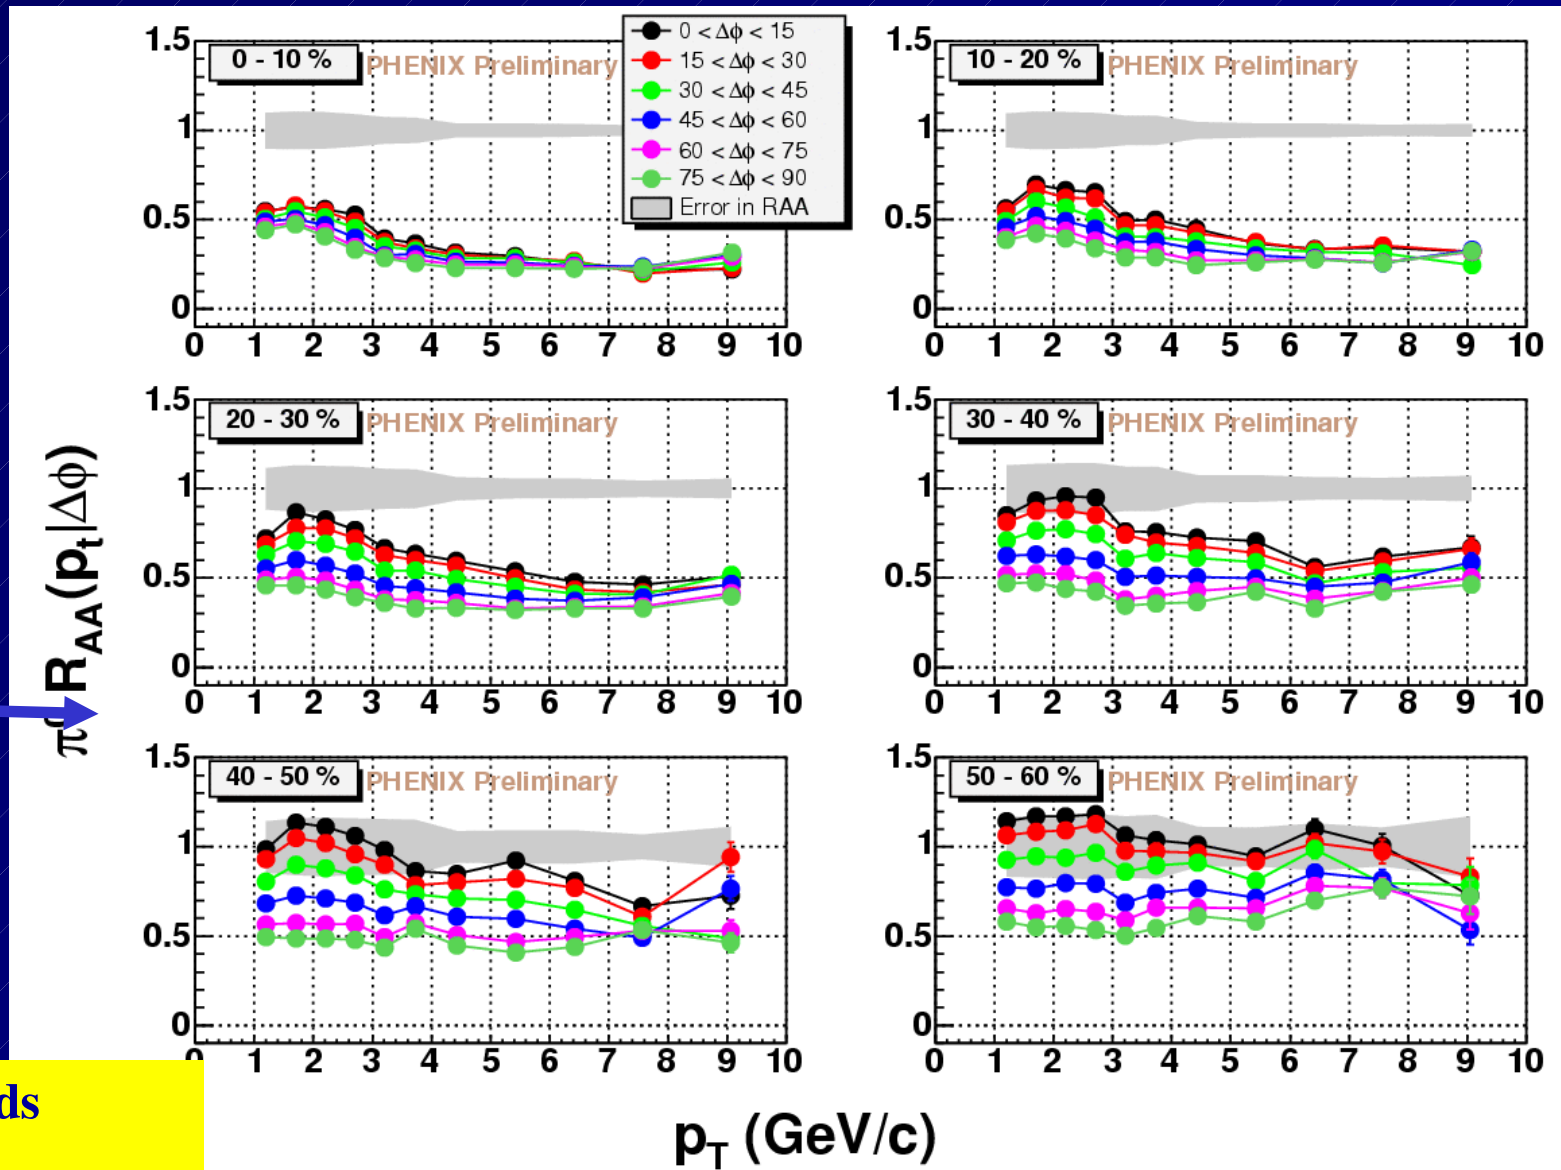 0 - 10 %
PHENIX Preliminary
0 < Δϕ < 15
15 < Δϕ < 30
30 < Δϕ < 45
45 < Δϕ < 60
60 < Δϕ < 75
75 < Δϕ < 90
Error in RAA
1.5
1
0.5
0
0 1 2 3 4 5 6 7 8 9 10
10 - 20 %
PHENIX Preliminary
1.5
1
0.5
0
0 1 2 3 4 5 6 7 8 9 10
20 - 30 %
PHENIX Preliminary
1.5
1
0.5
0
0 1 2 3 4 5 6 7 8 9 10
30 - 40 %
PHENIX Preliminary
1.5
1
0.5
0
0 1 2 3 4 5 6 7 8 9 10
π⁰R_AA(p_t|Δϕ)
40 - 50 %
PHENIX Preliminary
1.5
1
0.5
0
0 1 2 3 4 5 6 7 8 9 10
50 - 60 %
PHENIX Preliminary
1.5
1
0.5
0
0 1 2 3 4 5 6 7 8 9 10
p_T (GeV/c)
ds